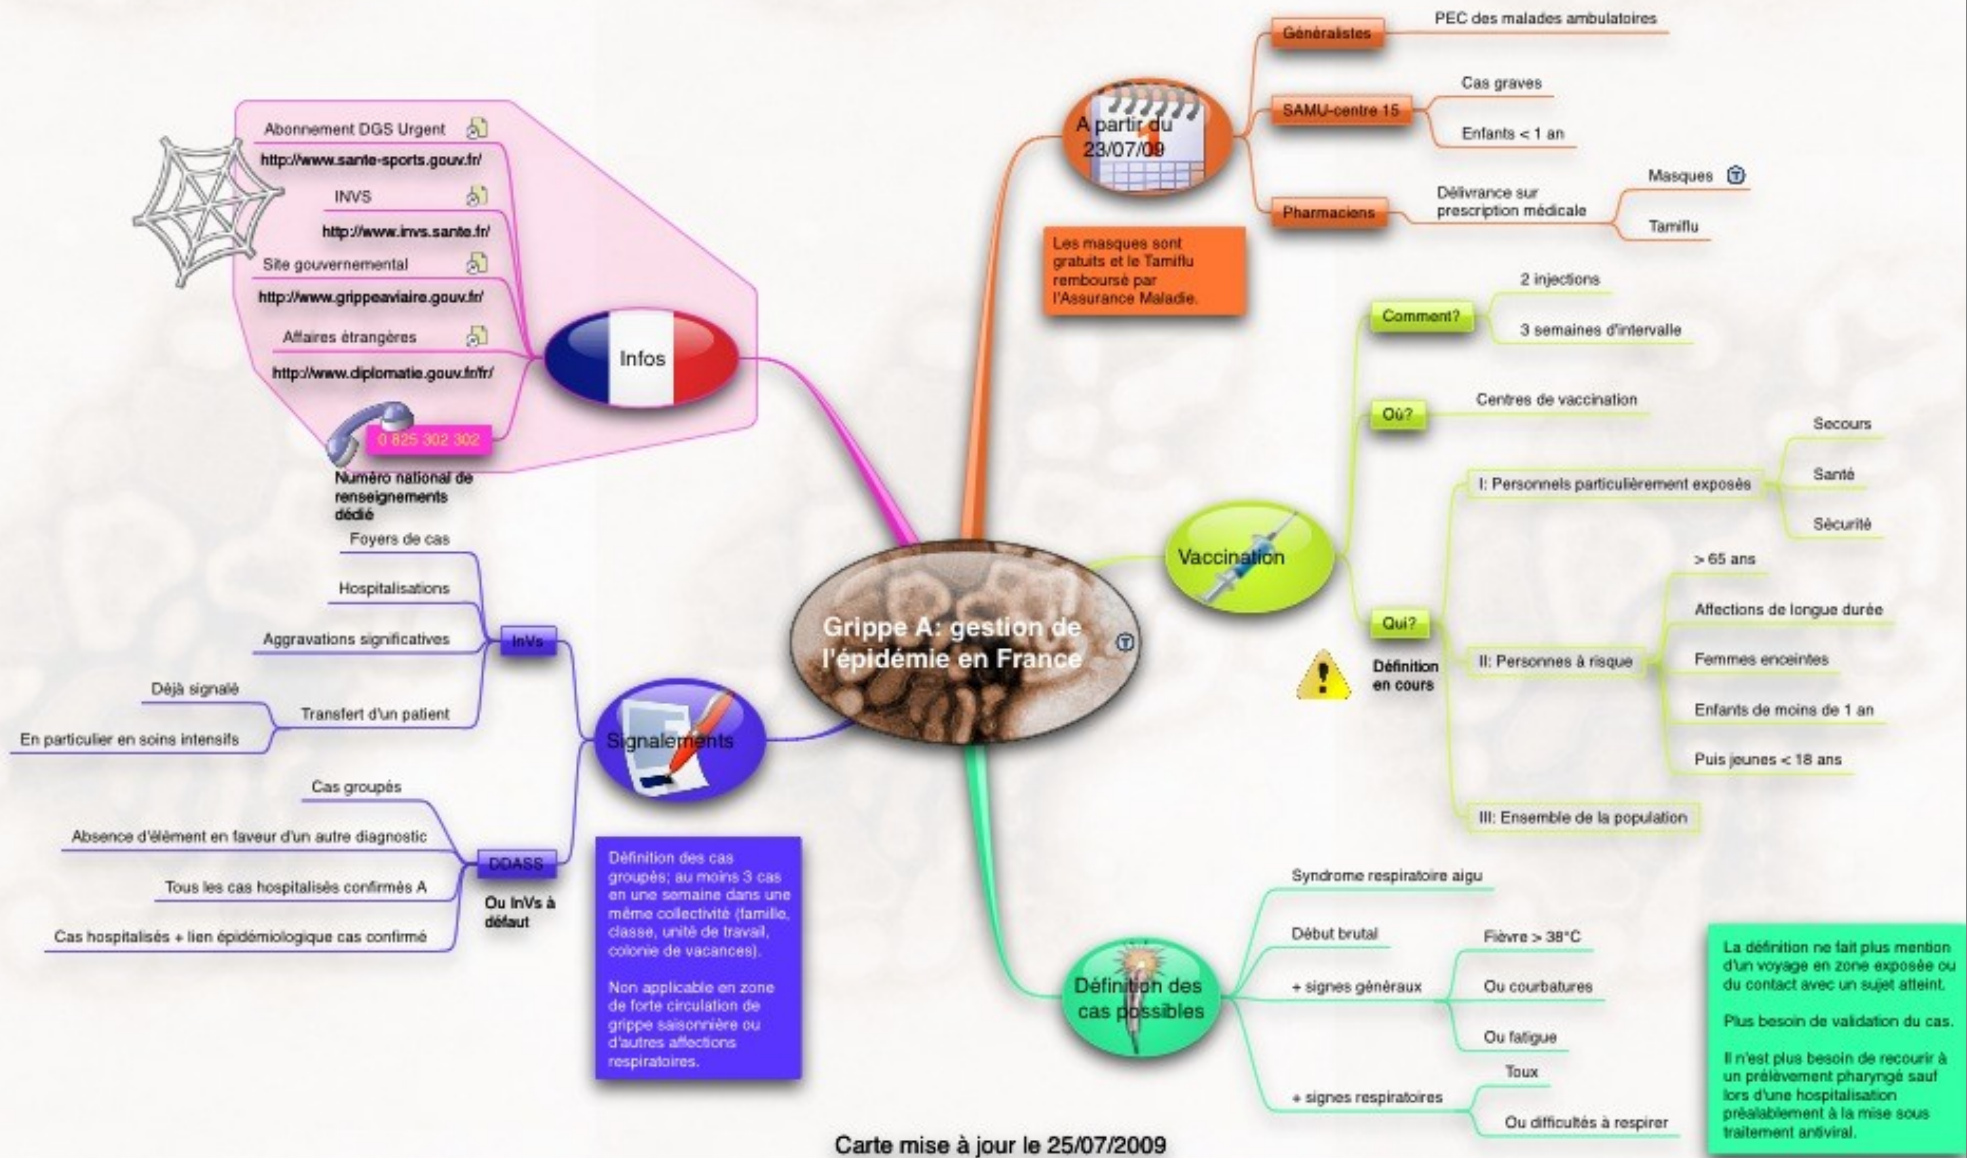 Généralistes
PEC des malades ambulatoires
A partir du
23/07/09
SAMU-centre 15
Cas graves
Enfants < 1 an
Pharmaciens
Délivrance sur
prescription médicale
Masques
Tamiflu
Les masques sont
gratuits et le Tamiflu
remboursé par
l'Assurance Maladie.
Abonnement DGS Urgent
http://www.sante-sports.gouv.fr/
INVS
http://www.invs.sante.fr/
Site gouvernemental
http://www.grippeaviaire.gouv.fr/
Affaires étrangères
http://www.diplomatie.gouv.fr/fr/
Infos
0 825 302 302
Numéro national de
renseignements
dédié
Comment?
2 injections
3 semaines d'intervalle
Où?
Centres de vaccination
Vaccination
Qui?
Définition
en cours
I: Personnels particulièrement exposés
Secours
Santé
Sécurité
II: Personnes à risque
> 65 ans
Affections de longue durée
Femmes enceintes
Enfants de moins de 1 an
Puis jeunes < 18 ans
III: Ensemble de la population
Grippe A: gestion de
l'épidémie en France
Foyers de cas
Hospitalisations
Aggravations significatives
InVs
Déjà signalé
Transfert d'un patient
En particulier en soins intensifs
Signalements
Cas groupés
Absence d'élément en faveur d'un autre diagnostic
DDASS
Tous les cas hospitalisés confirmés A
Ou InVs à
défaut
Cas hospitalisés + lien épidémiologique cas confirmé
Définition des cas
groupés; au moins 3 cas
en une semaine dans une
même collectivité (famille,
classe, unité de travail,
colonie de vacances).
Non applicable en zone
de forte circulation de
grippe saisonnière ou
d'autres affections
respiratoires.
Définition des
cas possibles
Syndrome respiratoire aigu
Début brutal
+ signes généraux
Fièvre > 38°C
Ou courbatures
Ou fatigue
+ signes respiratoires
Toux
Ou difficultés à respirer
La définition ne fait plus mention
d'un voyage en zone exposée ou
du contact avec un sujet atteint.
Plus besoin de validation du cas.
Il n'est plus besoin de recourir à
un prélèvement pharyngé sauf
lors d'une hospitalisation
préalablement à la mise sous
traitement antiviral.
Carte mise à jour le 25/07/2009